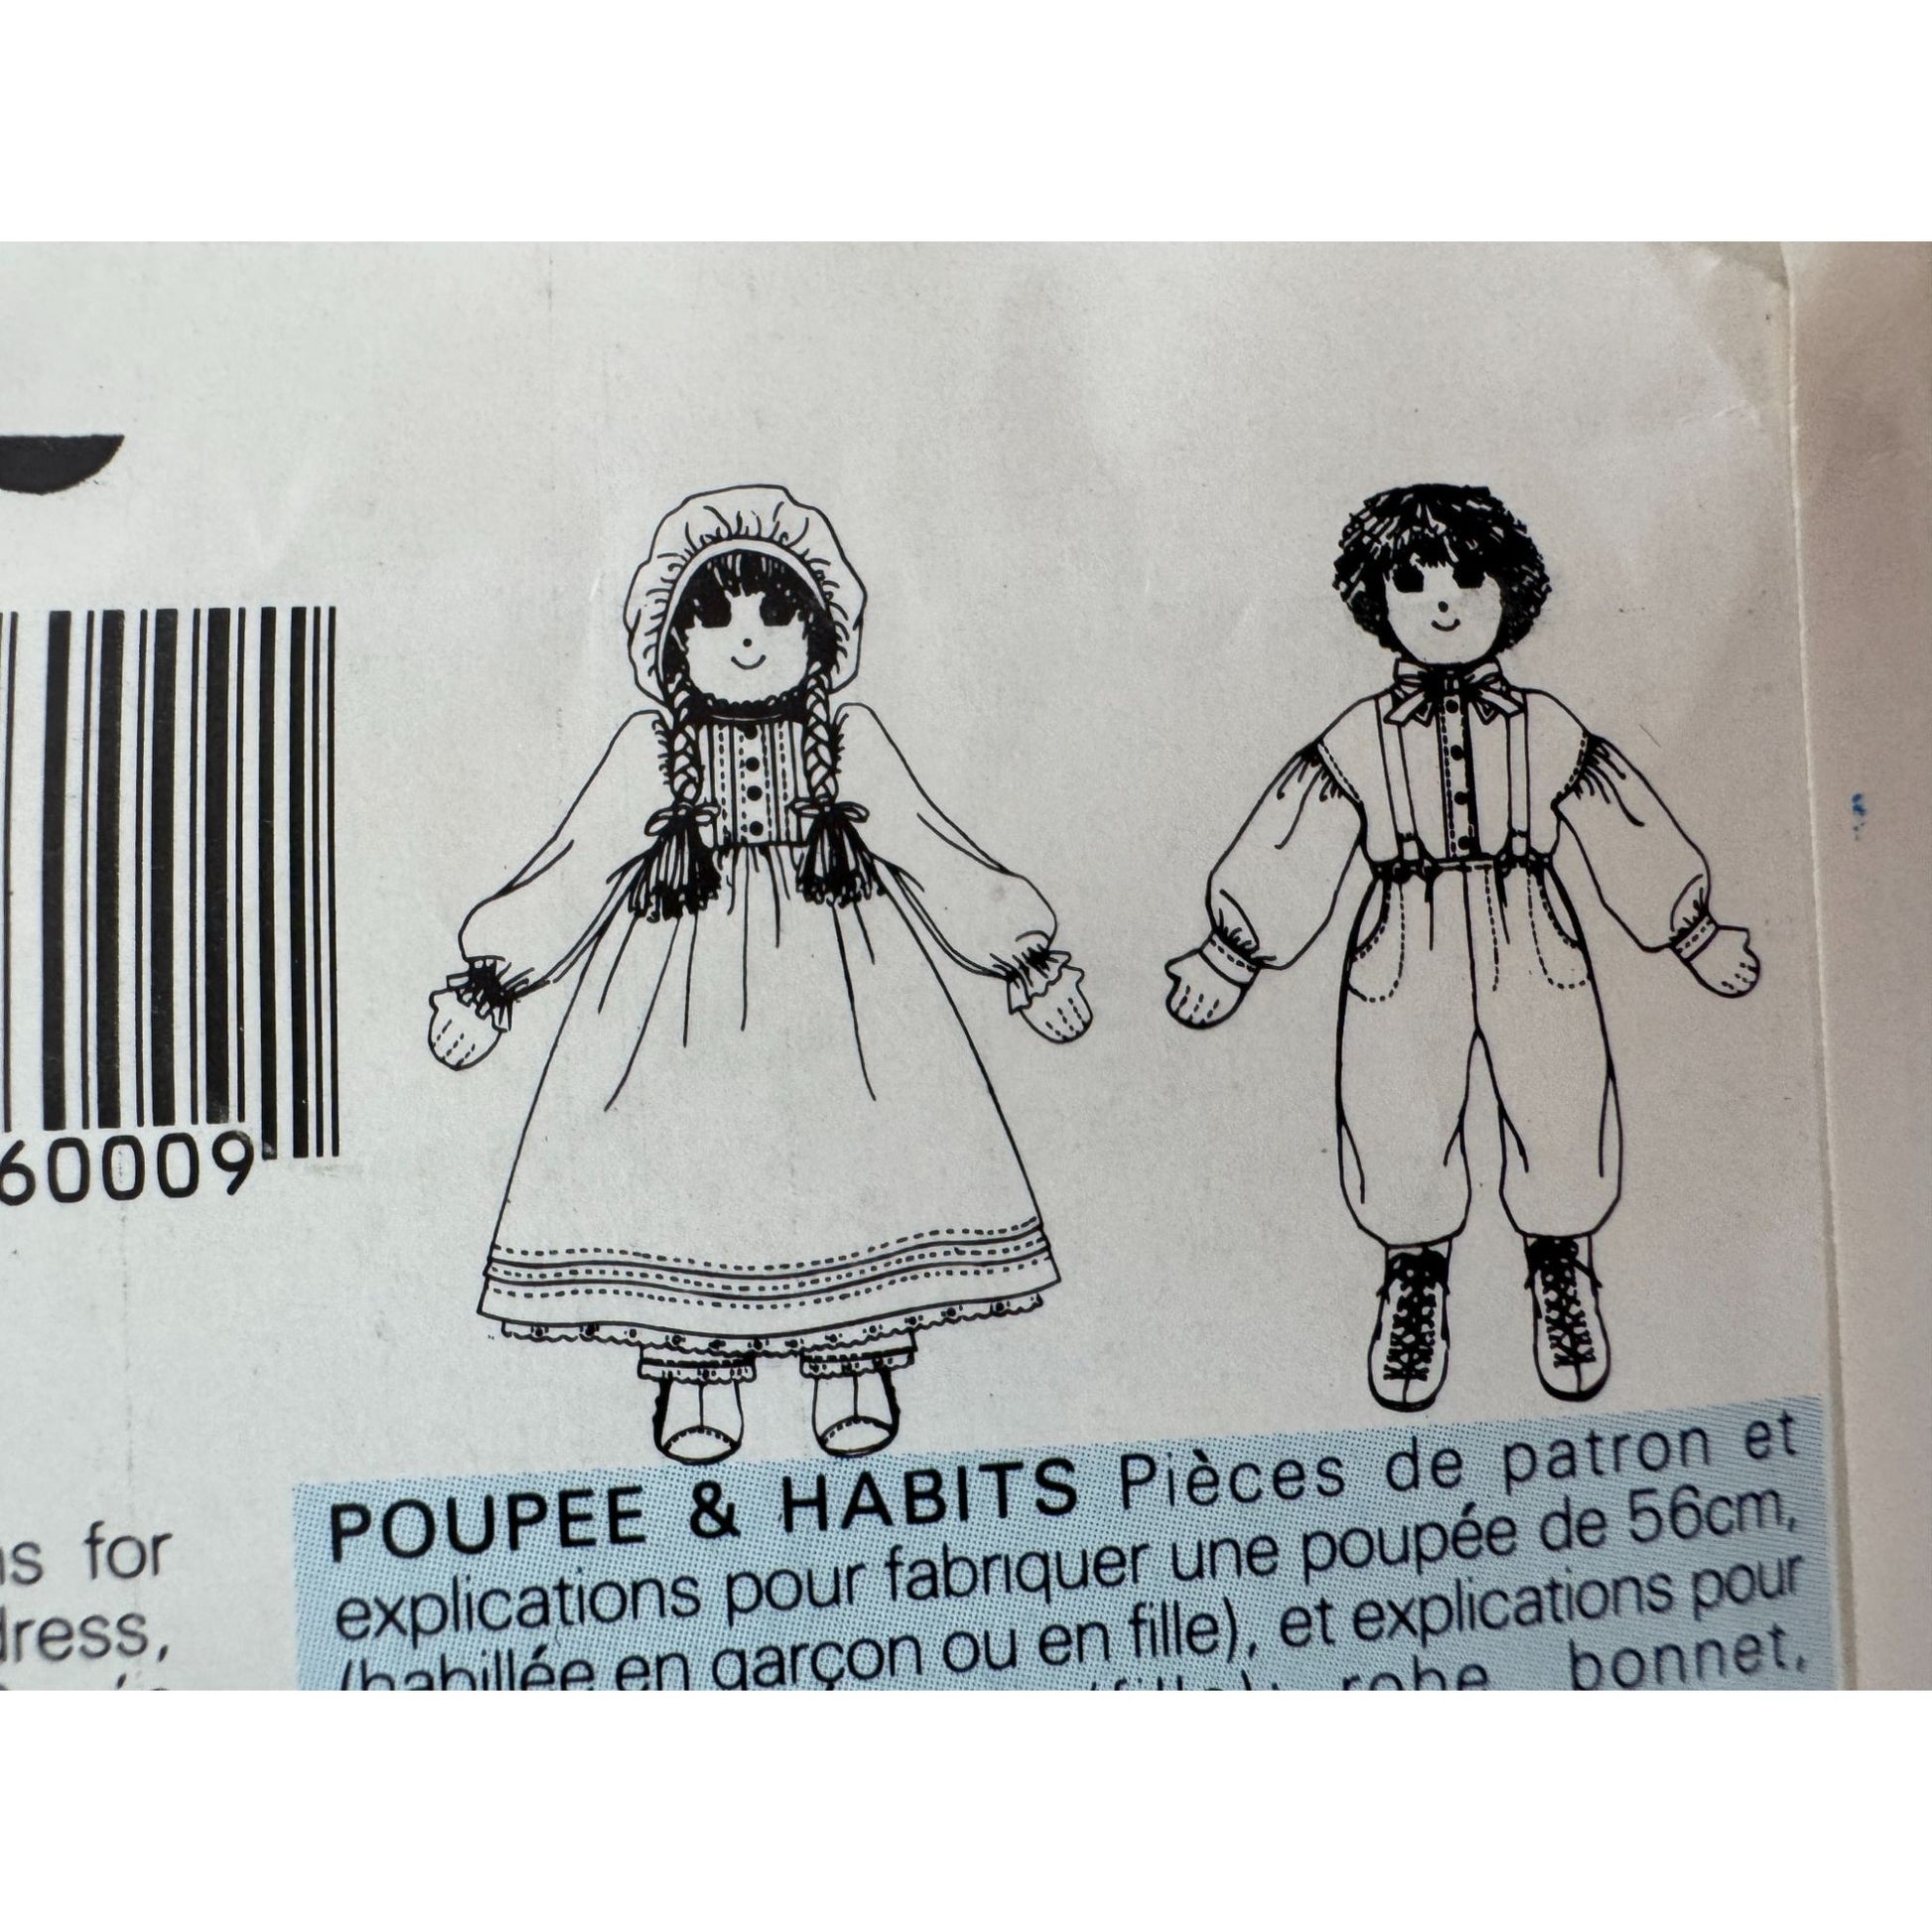 60009
s for
dress,
POUPEE & HABITS Pièces de patron et
explications pour fabriquer une poupée de 56cm,
(habillée en garçon ou en fille), et explications pour
robe bonnet,